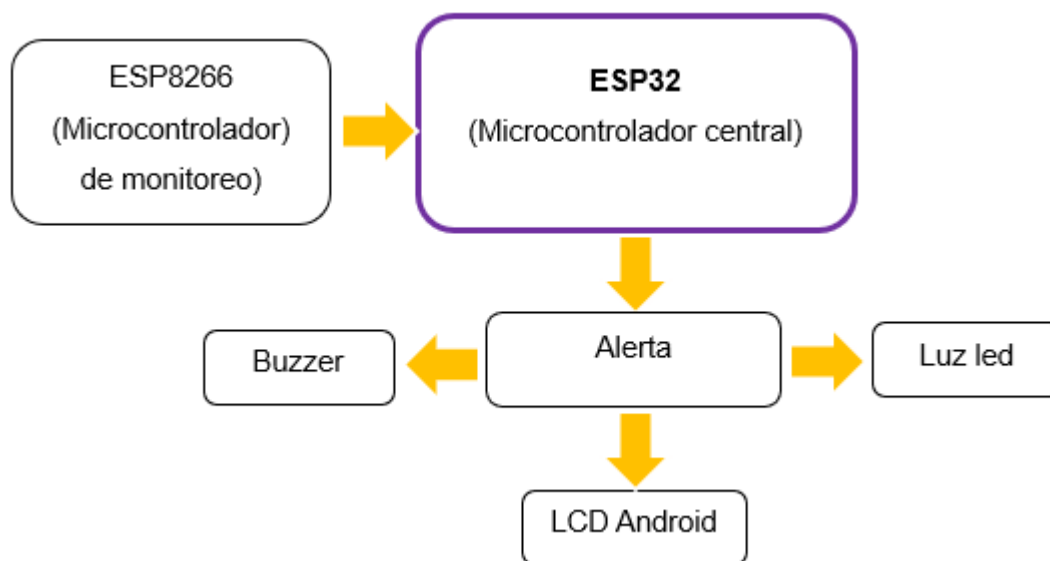 ESP8266
(Microcontrolador)
de monitoreo)
ESP32
(Microcontrolador central)
Alerta
Buzzer
Luz led
LCD Android